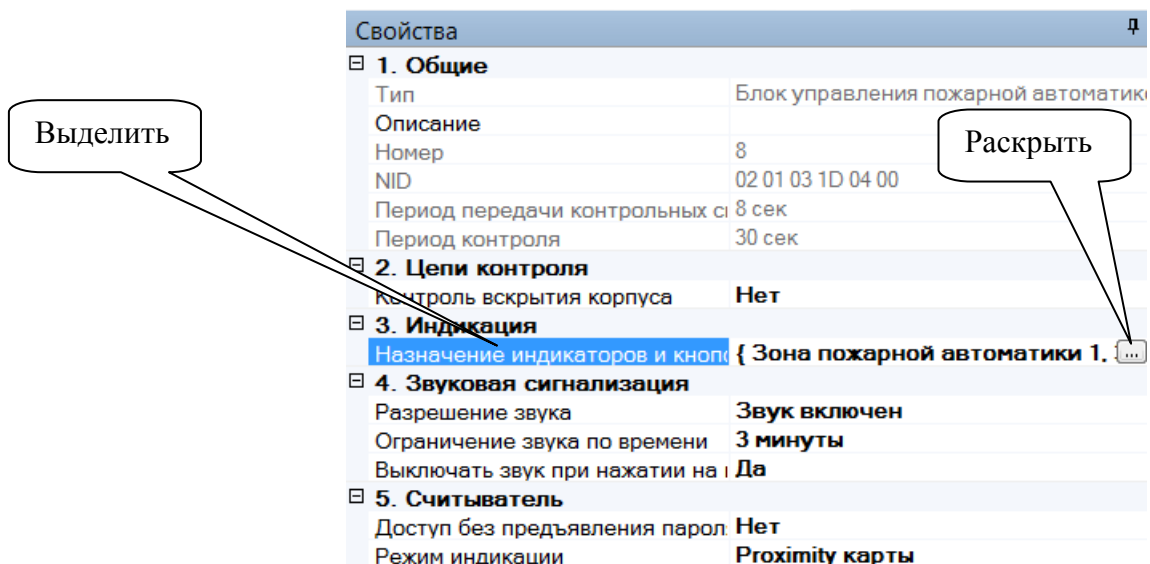 Свойства
1. Общие
Тип Блок управления пожарной автоматик
Описание
Номер 8
NID 02 01 03 1D 04 00
Период передачи контрольных 8 сек
Период контроля 30 сек
2. Цепи контроля
Контроль вскрытия корпуса Нет
3. Индикация
Назначение индикаторов и кноп { Зона пожарной автоматики 1, ...
4. Звуковая сигнализация
Разрешение звука Звук включен
Ограничение звука по времени 3 минуты
Выключать звук при нажатии на Да
5. Считыватель
Доступ без предъявления парол Нет
Режим индикации Proximity карты
Выделить
Раскрыть